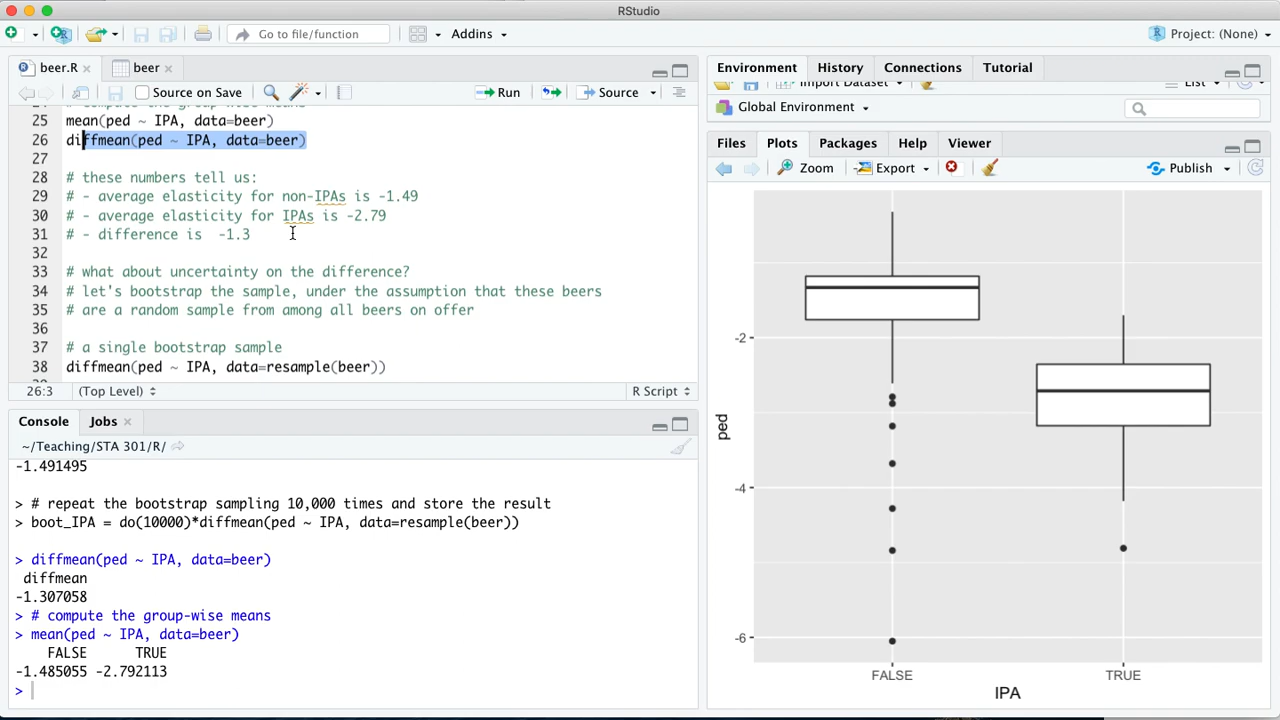 RStudio
Go to file/function
Addins
Project: (None)
beer.R
beer
Source on Save
Run
Source
25 mean(ped ~ IPA, data=beer)
26 diffmean(ped ~ IPA, data=beer)
27
28 # these numbers tell us:
29 # - average elasticity for non-IPAs is -1.49
30 # - average elasticity for IPAs is -2.79
31 # - difference is  -1.3
32
33 # what about uncertainty on the difference?
34 # let's bootstrap the sample, under the assumption that these beers
35 # are a random sample from among all beers on offer
36
37 # a single bootstrap sample
38 diffmean(ped ~ IPA, data=resample(beer))
26:3 (Top Level) R Script
Console Jobs
~/Teaching/STA 301/R/
-1.491495
> # repeat the bootstrap sampling 10,000 times and store the result
> boot_IPA = do(10000)*diffmean(ped ~ IPA, data=resample(beer))
> diffmean(ped ~ IPA, data=beer)
diffmean
-1.307058
> # compute the group-wise means
> mean(ped ~ IPA, data=beer)
FALSE TRUE
-1.485055 -2.792113
>
Environment History Connections Tutorial
Import Dataset
List
Global Environment
Files Plots Packages Help Viewer
Zoom Export Publish
-2
-4
-6
ped
FALSE TRUE
IPA